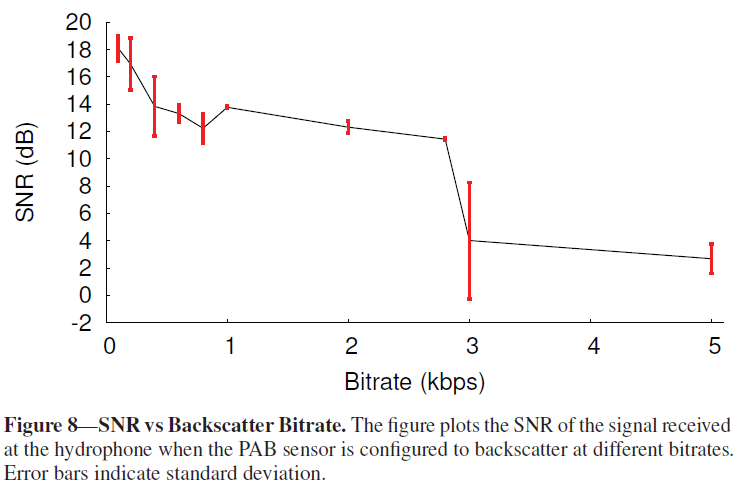 20
18
16
14
12
10
8
6
4
2
0
-2
SNR (dB)
0 1 2 3 4 5
Bitrate (kbps)
Figure 8—SNR vs Backscatter Bitrate. The figure plots the SNR of the signal received
at the hydrophone when the PAB sensor is configured to backscatter at different bitrates.
Error bars indicate standard deviation.